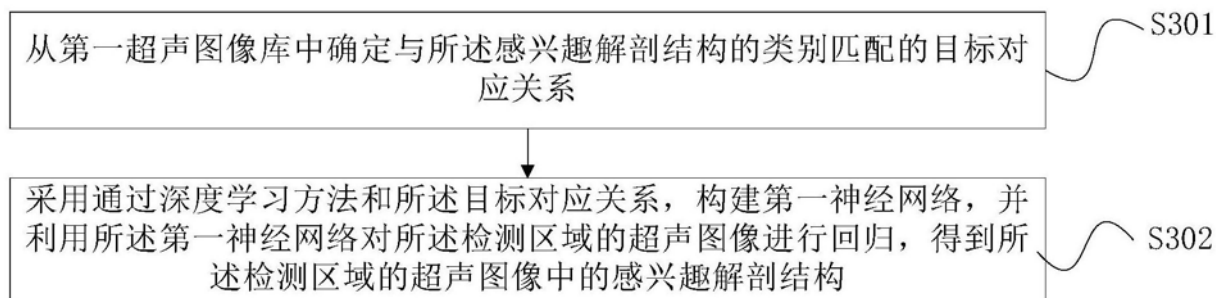 从第一超声图像库中确定与所述感兴趣解剖结构的类别匹配的目标对
应关系
S301
采用通过深度学习方法和所述目标对应关系，构建第一神经网络，并
利用所述第一神经网络对所述检测区域的超声图像进行回归，得到所
述检测区域的超声图像中的感兴趣解剖结构
S302